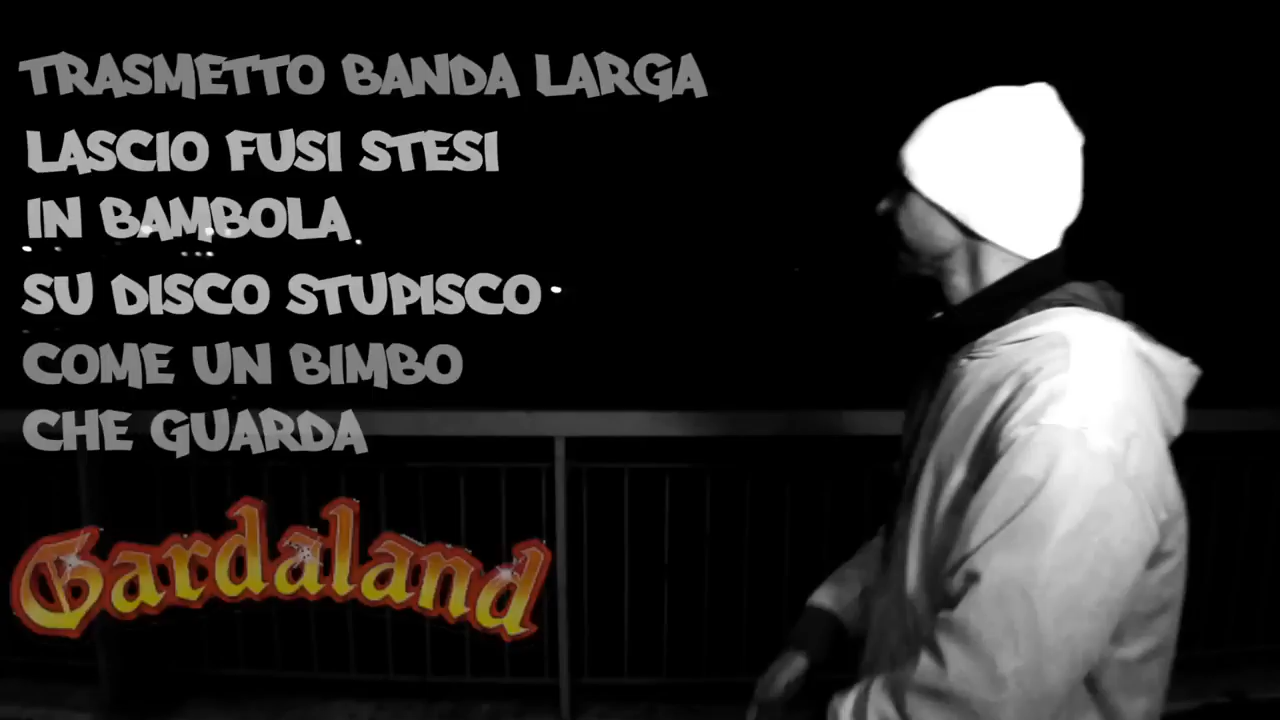 TRASMETTO BANDA LARGA
LASCIO FUSI STESI
IN BAMBOLA
SU DISCO STUPISCO
COME UN BIMBO
CHE GUARDA
Gardaland